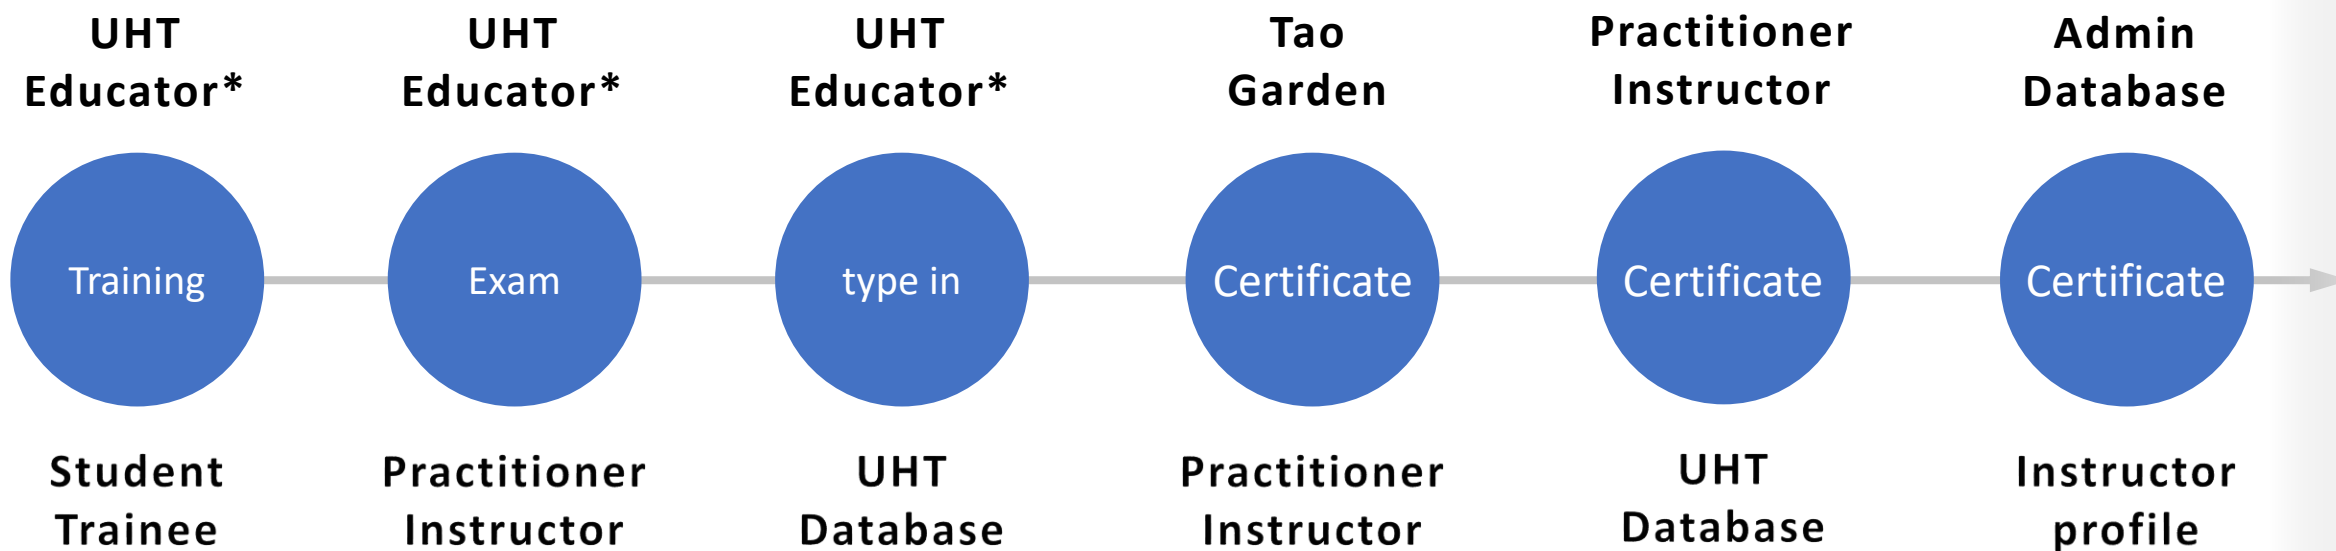 UHT
Educator*
UHT
Educator*
UHT
Educator*
Tao
Garden
Practitioner
Instructor
Admin
Database
Training
Exam
type in
Certificate
Certificate
Certificate
Student
Trainee
Practitioner
Instructor
UHT
Database
Practitioner
Instructor
UHT
Database
Instructor
profile